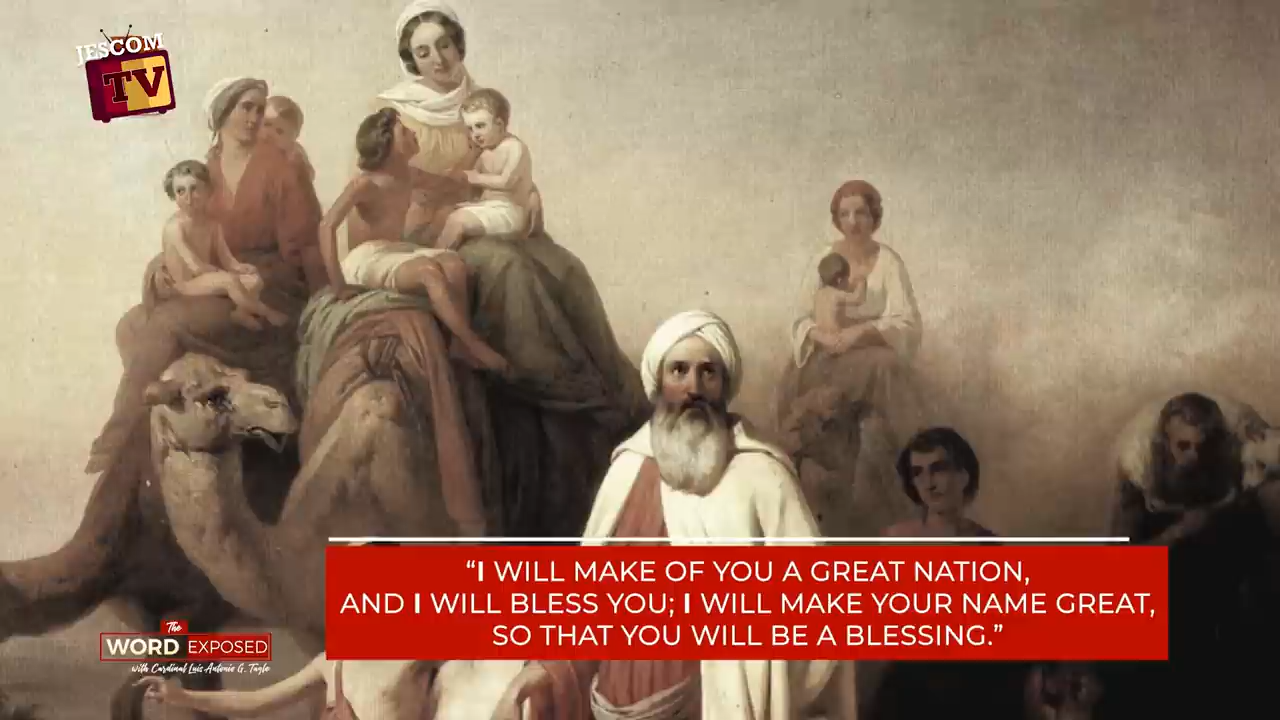 JESCOM
TV
“I WILL MAKE OF YOU A GREAT NATION,
AND I WILL BLESS YOU; I WILL MAKE YOUR NAME GREAT,
SO THAT YOU WILL BE A BLESSING.”
The
WORD EXPOSED
with Cardinal Luis Antonio G. Tagle